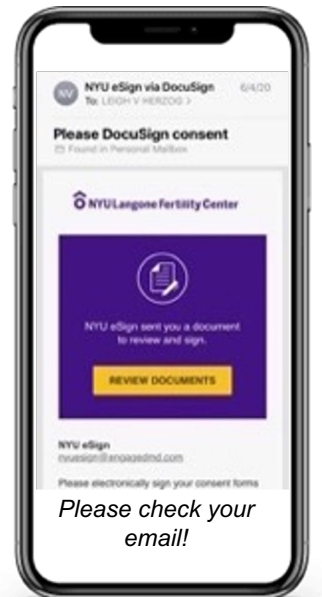 NV
NYU eSign via DocuSign 6/4/20
To: LEIGH V HERZOG >
Please DocuSign consent
Found in Personal Mailbox
NYU Langone Fertility Center
NYU eSign sent you a document
to review and sign.
REVIEW DOCUMENTS
NYU eSign
nyuesign@engagedmd.com
Please electronically sign your consent forms
Please check your
email!